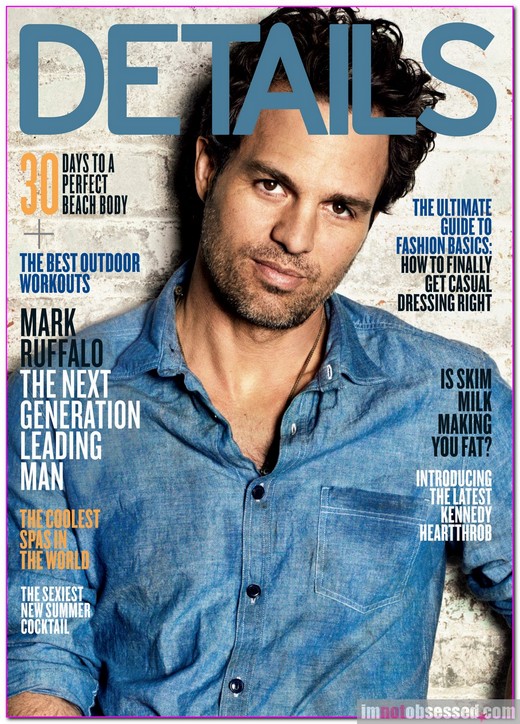 DETAILS
30 DAYS TO A
PERFECT
BEACH BODY
+
THE BEST OUTDOOR
WORKOUTS
MARK
RUFFALO
THE NEXT
GENERATION
LEADING
MAN
THE COOLEST
SPAS IN
THE WORLD
THE SEXIEST
NEW SUMMER
COCKTAIL
THE ULTIMATE
GUIDE TO
FASHION BASICS:
HOW TO FINALLY
GET CASUAL
DRESSING RIGHT
IS SKIM
MILK
MAKING
YOU FAT?
INTRODUCING
THE LATEST
KENNEDY
HEARTTHROB
imnotobsessed.com